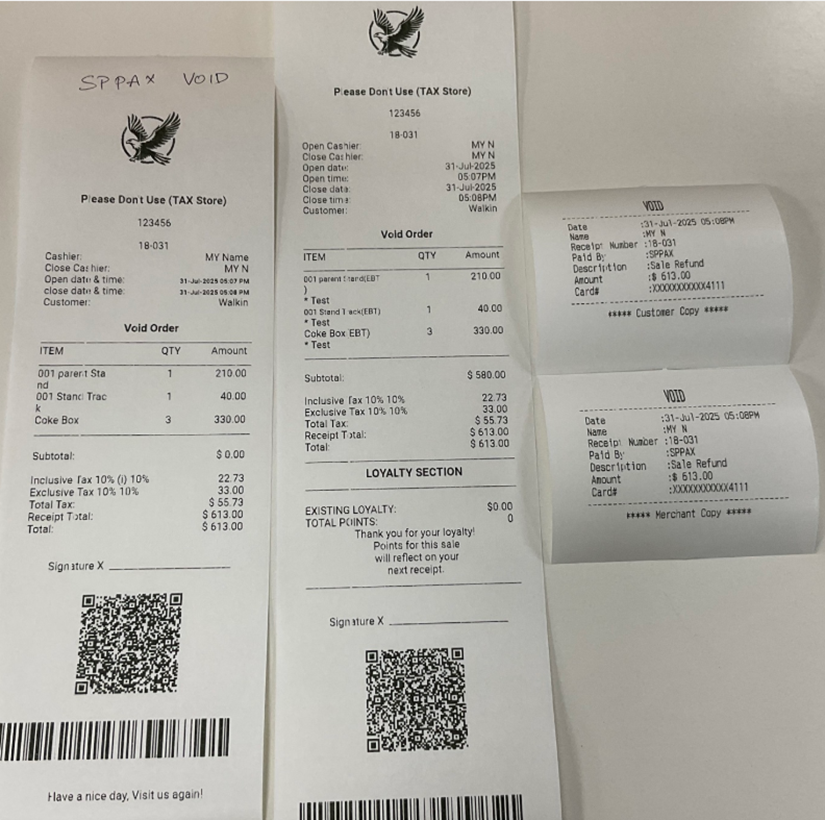 SPPAX VOID
Please Don't Use (TAX Store)
123456
18-031
Cashier: MY Name
Close Cashier: MY N
Open date & time: 31-Jul-2025 05:07 PM
close date & time: 31-Jul-2025 05:08 PM
Customer: Walkin
Void Order
ITEM QTY Amount
001 parent Sta 1 210.00
nd
001 Stand Trac 1 40.00
k
Coke Box 3 330.00
Subtotal: $ 0.00
Inclusive Tax 10% (i) 10% 22.73
Exclusive Tax 10% 10% 33.00
Total Tax: $ 55.73
Receipt Total: $ 613.00
Total: $ 613.00
Signature X
Have a nice day, Visit us again!
Please Don't Use (TAX Store)
123456
18-031
Open Cashier: MY N
Close Cashier: MY N
Open date: 31-Jul-2025
Open time: 05:07PM
Close date: 31-Jul-2025
Close time: 05:08PM
Customer: Walkin
Void Order
ITEM QTY Amount
001 parent Stand(EBT 1 210.00
)
* Test
001 Stand Track(EBT) 1 40.00
* Test
Coke Box EBT) 3 330.00
* Test
Subtotal: $ 580.00
Inclusive Tax 10% 10% 22.73
Exclusive Tax 10% 10% 33.00
Total Tax: $ 55.73
Receipt Total: $ 613.00
Total: $ 613.00
LOYALTY SECTION
EXISTING LOYALTY: $0.00
TOTAL POINTS: 0
Thank you for your loyalty!
Points for this sale
will reflect on your
next receipt.
Signature X
VOID
Date :31-Jul-2025 05:08PM
Name :MY N
Receipt Number :18-031
Paid By :SPPAX
Description :Sale Refund
Amount :$ 613.00
Card# :XXXXXXXXXXXX4111
***** Customer Copy *****
VOID
Date :31-Jul-2025 05:08PM
Name :MY N
Receipt Number :18-031
Paid By :SPPAX
Description :Sale Refund
Amount :$ 613.00
Card# :XXXXXXXXXXXX4111
***** Merchant Copy *****